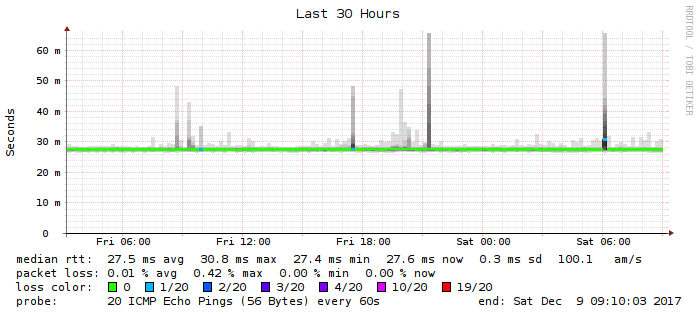 Last 30 Hours
RRDTOOL / TOBI OETIKER
Seconds
60 m
50 m
40 m
30 m
20 m
10 m
0
Fri 06:00 Fri 12:00 Fri 18:00 Sat 00:00 Sat 06:00
median rtt: 27.5 ms avg 30.8 ms max 27.4 ms min 27.6 ms now 0.3 ms sd 100.1 am/s
packet loss: 0.01 % avg 0.42 % max 0.00 % min 0.00 % now
loss color: 0 1/20 2/20 3/20 4/20 10/20 19/20
probe: 20 ICMP Echo Pings (56 Bytes) every 60s end: Sat Dec 9 09:10:03 2017